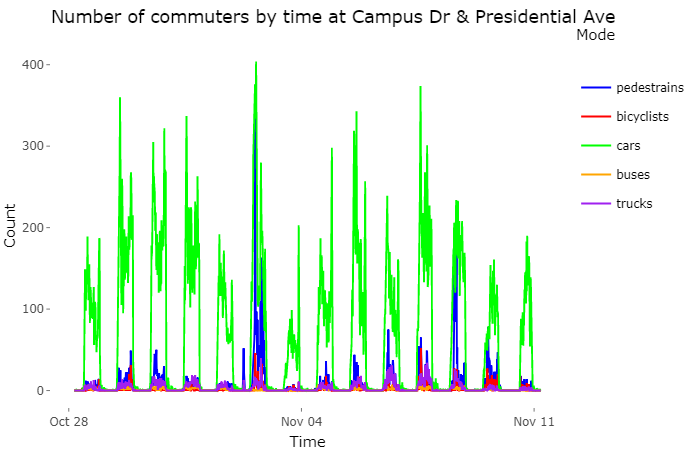 Number of commuters by time at Campus Dr & Presidential Ave
Mode
pedestrains
bicyclists
cars
buses
trucks
400
300
200
100
0
Count
Oct 28
Nov 04
Nov 11
Time